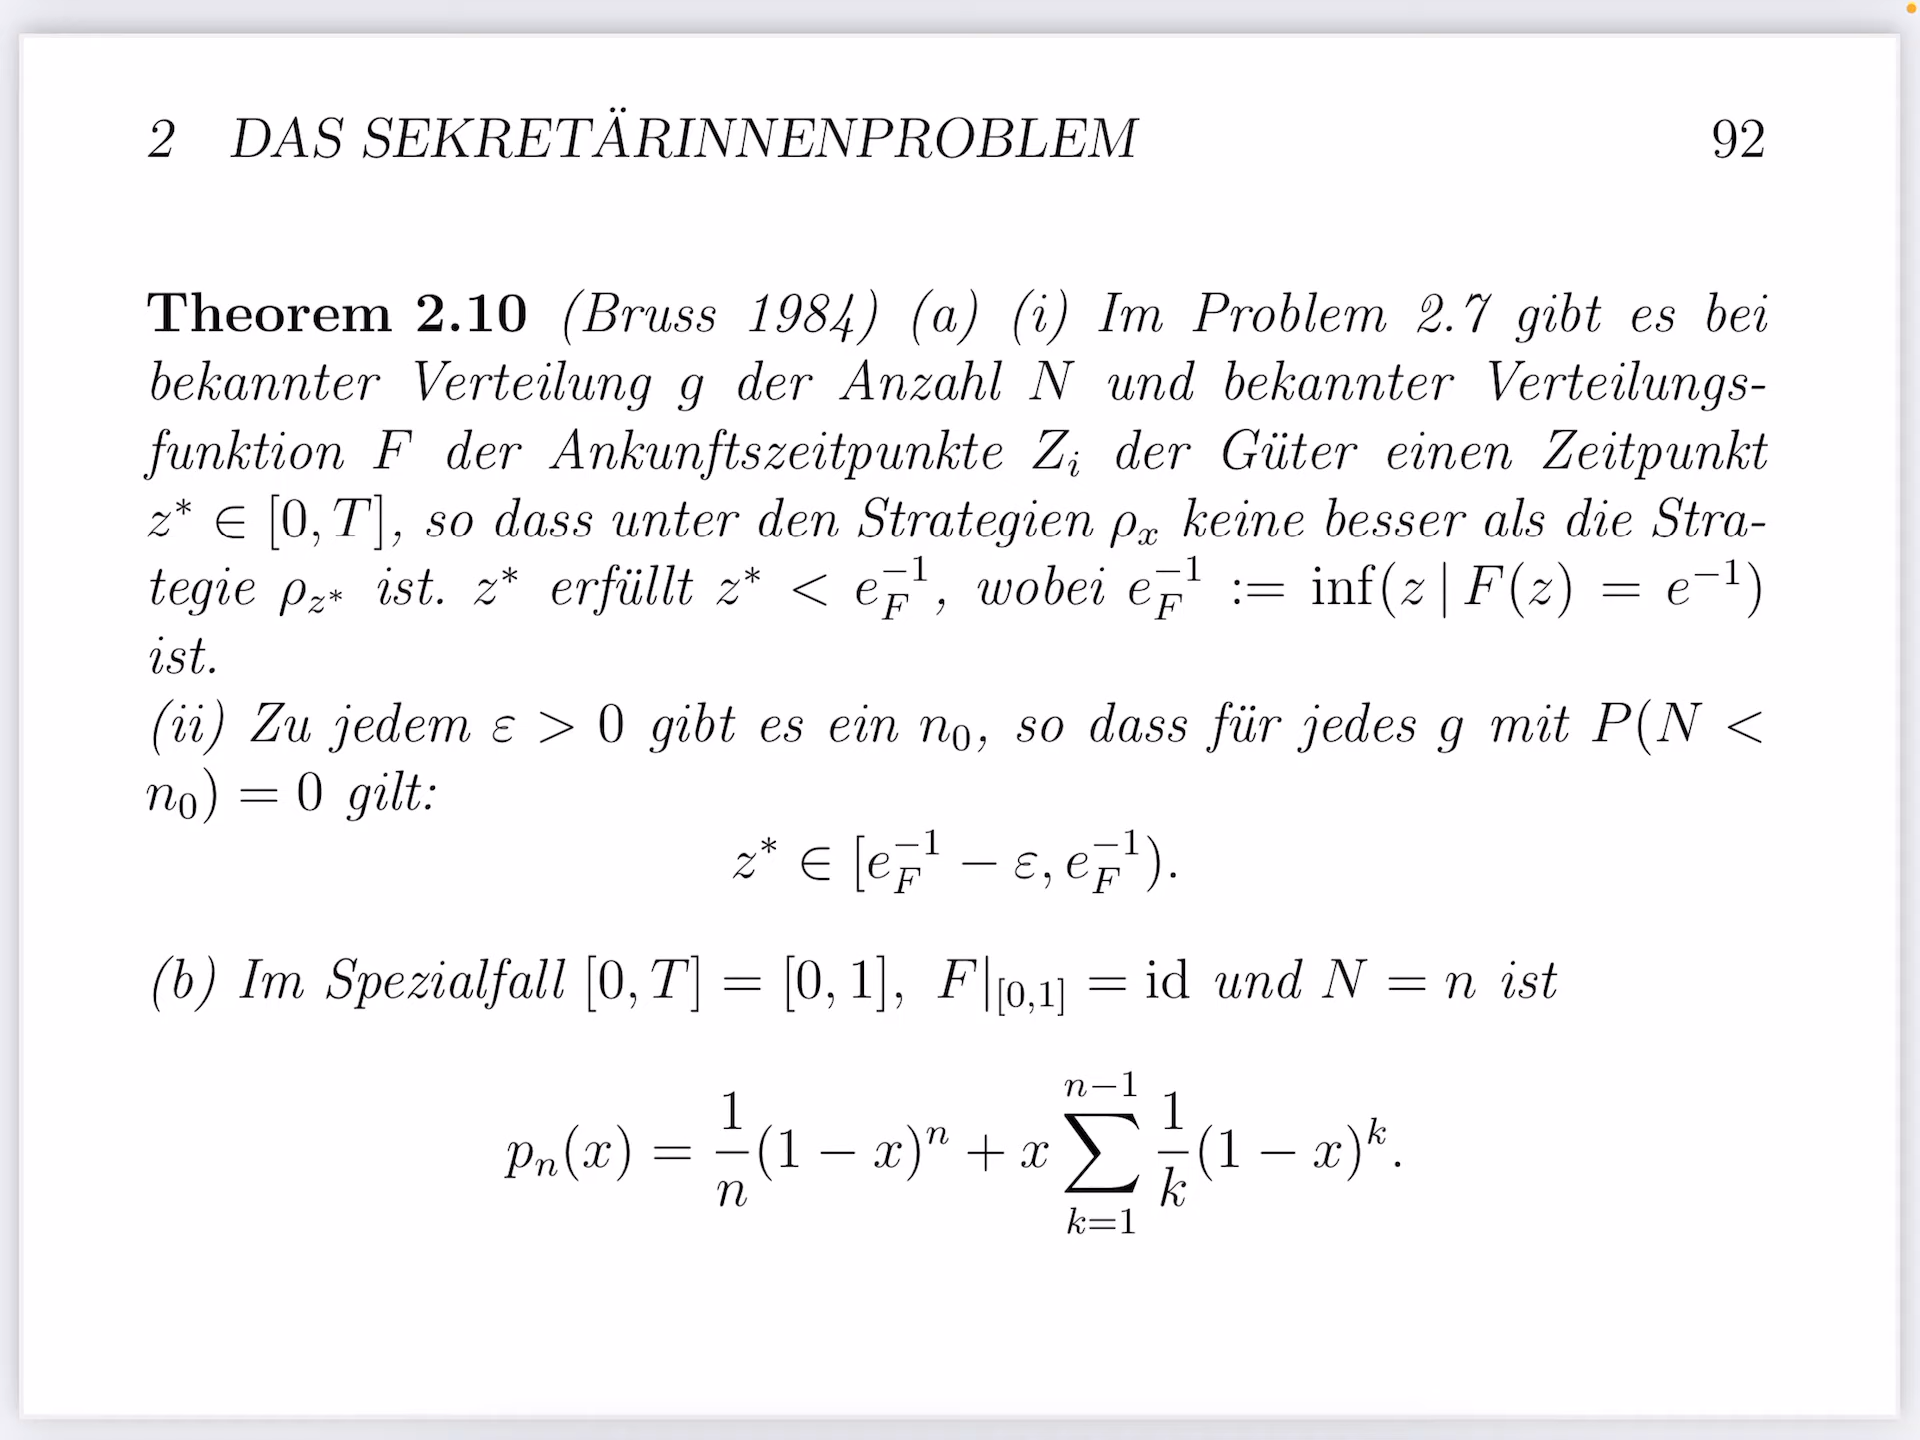 2 DAS SEKRETÄRINNENPROBLEM 92
Theorem 2.10 (Bruss 1984) (a) (i) Im Problem 2.7 gibt es bei
bekannter Verteilung g der Anzahl N und bekannter Verteilungs-
funktion F der Ankunftszeitpunkte Z_i der Güter einen Zeitpunkt
z* ∈ [0, T], so dass unter den Strategien ρ_x keine besser als die Stra-
tegie ρ_{z*} ist. z* erfüllt z* < e_F^{-1}, wobei e_F^{-1} := inf(z | F(z) = e^{-1})
ist.
(ii) Zu jedem ε > 0 gibt es ein n_0, so dass für jedes g mit P(N <
n_0) = 0 gilt:
z* ∈ [e_F^{-1} − ε, e_F^{-1}).
(b) Im Spezialfall [0, T] = [0, 1], F|_{[0,1]} = id und N = n ist
p_n(x) = \frac{1}{n}(1 − x)^n + x \sum_{k=1}^{n−1} \frac{1}{k}(1 − x)^k.